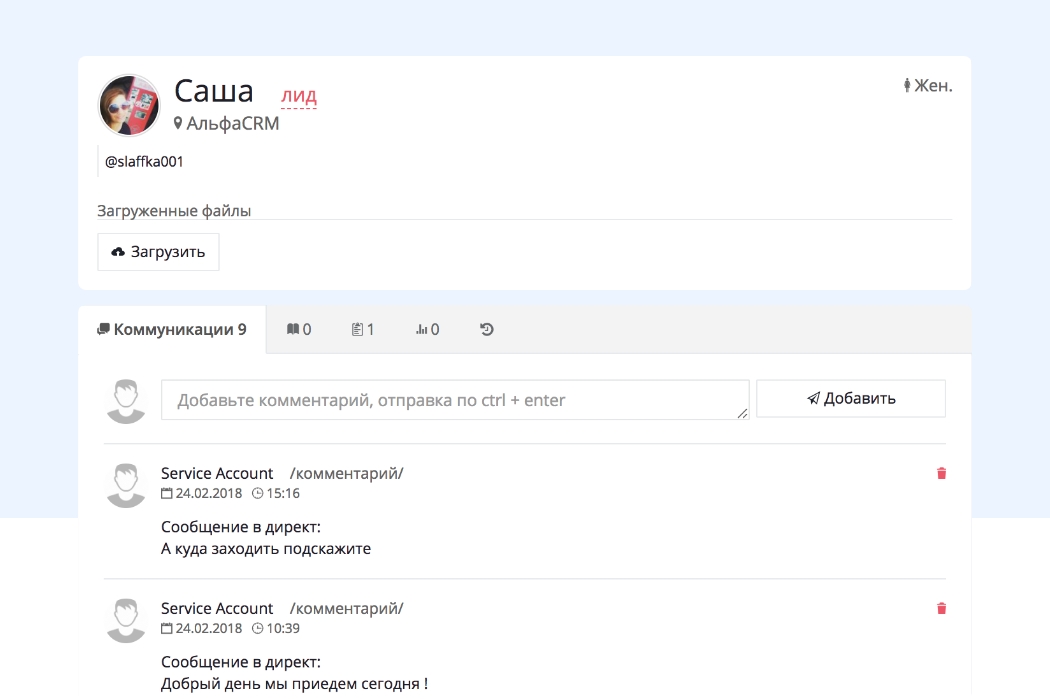 Саша лид
Жен.
АльфаCRM
@slaffka001
Загруженные файлы
Загрузить
Коммуникации 9 0 1 0
Добавьте комментарий, отправка по ctrl + enter
Добавить
Service Account /комментарий/
24.02.2018 15:16
Сообщение в директ:
А куда заходить подскажите
Service Account /комментарий/
24.02.2018 10:39
Сообщение в директ:
Добрый день мы приедем сегодня !